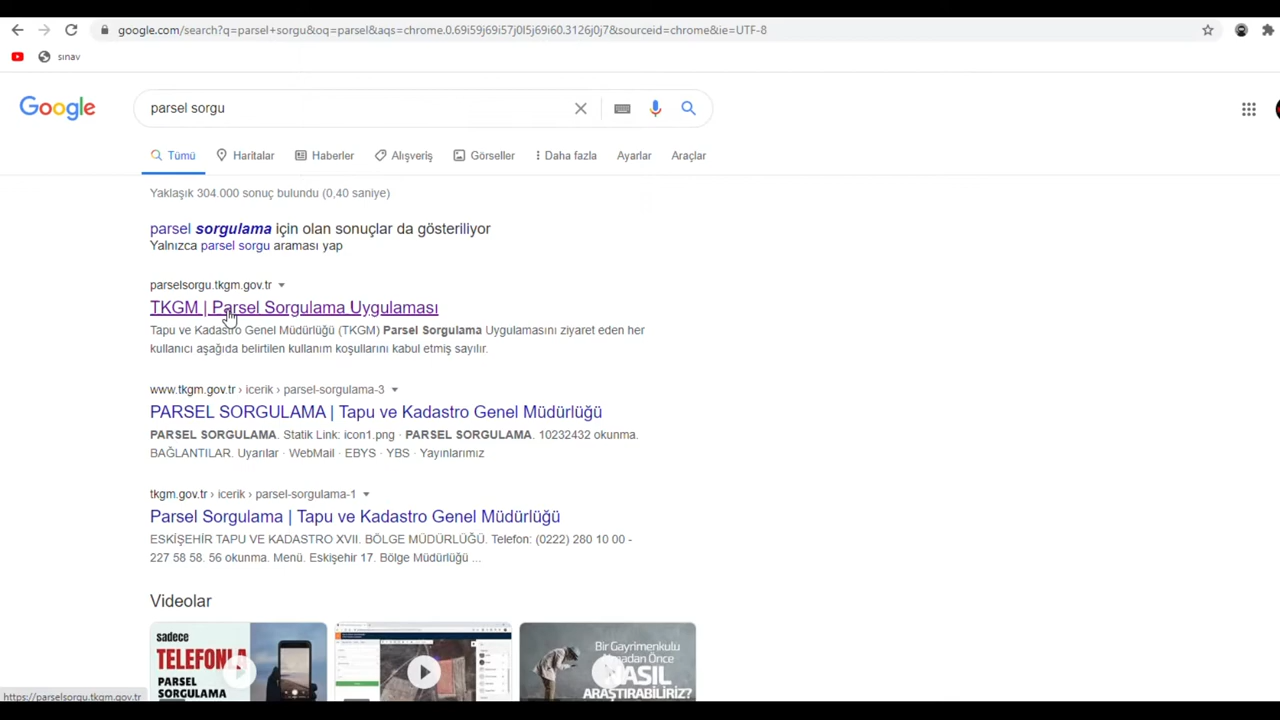 google.com/search?q=parsel+sorgu&oq=parsel&aqs=chrome.0.69i59j69i57j0l5j69i60.3126j0j7&sourceid=chrome&ie=UTF-8
sınav
Google
parsel sorgu
Tümü Haritalar Haberler Alışveriş Görseller Daha fazla Ayarlar Araçlar
Yaklaşık 304.000 sonuç bulundu (0,40 saniye)
parsel sorgulama için olan sonuçlar da gösteriliyor
Yalnızca parsel sorgu araması yap
parselsorgu.tkgm.gov.tr
TKGM | Parsel Sorgulama Uygulaması
Tapu ve Kadastro Genel Müdürlüğü (TKGM) Parsel Sorgulama Uygulamasını ziyaret eden her
kullanıcı aşağıda belirtilen kullanım koşullarını kabul etmiş sayılır.
www.tkgm.gov.tr › icerik › parsel-sorgulama-3
PARSEL SORGULAMA | Tapu ve Kadastro Genel Müdürlüğü
PARSEL SORGULAMA. Statik Link: icon1.png · PARSEL SORGULAMA. 10232432 okunma.
BAĞLANTILAR. Uyarılar · WebMail · EBYS · YBS · Yayınlarımız
tkgm.gov.tr › icerik › parsel-sorgulama-1
Parsel Sorgulama | Tapu ve Kadastro Genel Müdürlüğü
ESKİŞEHİR TAPU VE KADASTRO XVII. BÖLGE MÜDÜRLÜĞÜ. Telefon: (0222) 280 10 00 -
227 58 58. 56 okunma. Menü. Eskişehir 17. Bölge Müdürlüğü ...
Videolar
sadece
TELEFONLA
PARSEL
SORGULAMA
Bir Gayrimenkulu
Almadan Önce
NASIL
ARAŞTIRABİLİRİZ?
https://parselsorgu.tkgm.gov.tr